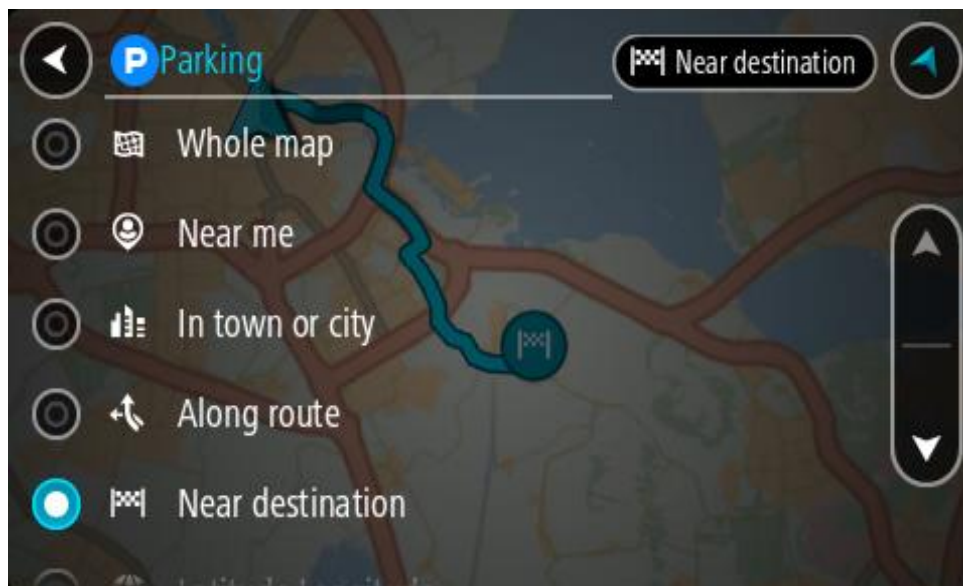 P Parking
Near destination
Whole map
Near me
In town or city
Along route
Near destination